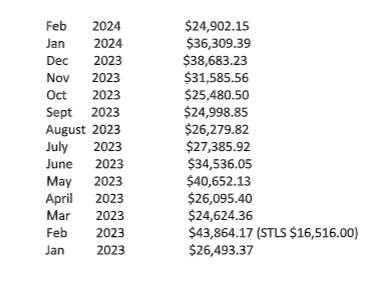 Feb 2024 $24,902.15
Jan 2024 $36,309.39
Dec 2023 $38,683.23
Nov 2023 $31,585.56
Oct 2023 $25,480.50
Sept 2023 $24,998.85
August 2023 $26,279.82
July 2023 $27,385.92
June 2023 $34,536.05
May 2023 $40,652.13
April 2023 $26,095.40
Mar 2023 $24,624.36
Feb 2023 $43,864.17 (STLS $16,516.00)
Jan 2023 $26,493.37